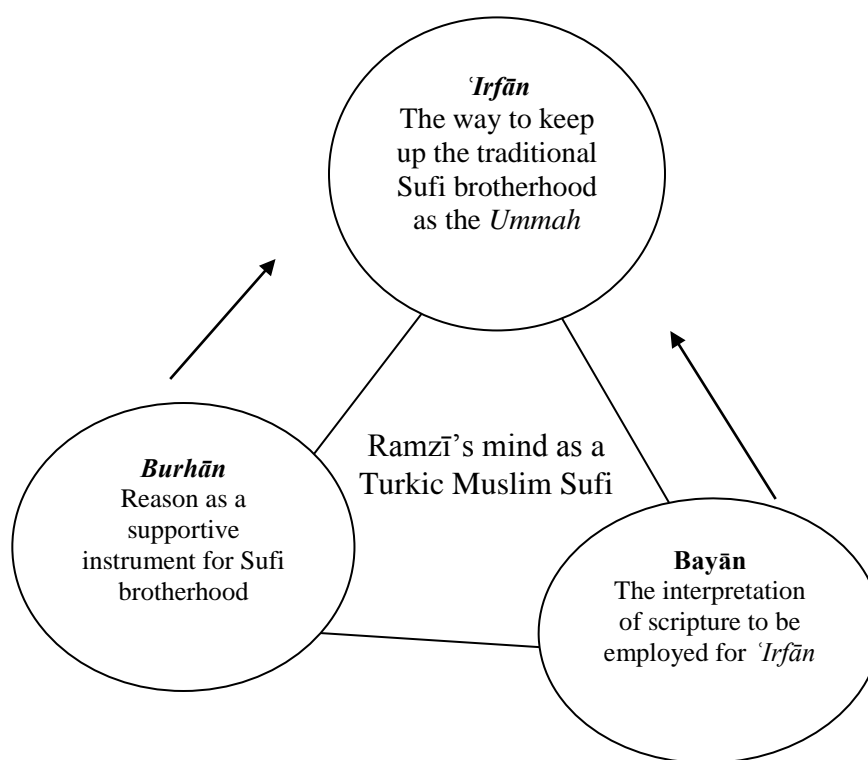 ʿIrfān
The way to keep
up the traditional
Sufi brotherhood
as the Ummah
Ramzī’s mind as a
Turkic Muslim Sufi
Burhān
Reason as a
supportive
instrument for Sufi
brotherhood
Bayān
The interpretation
of scripture to be
employed for ʿIrfān